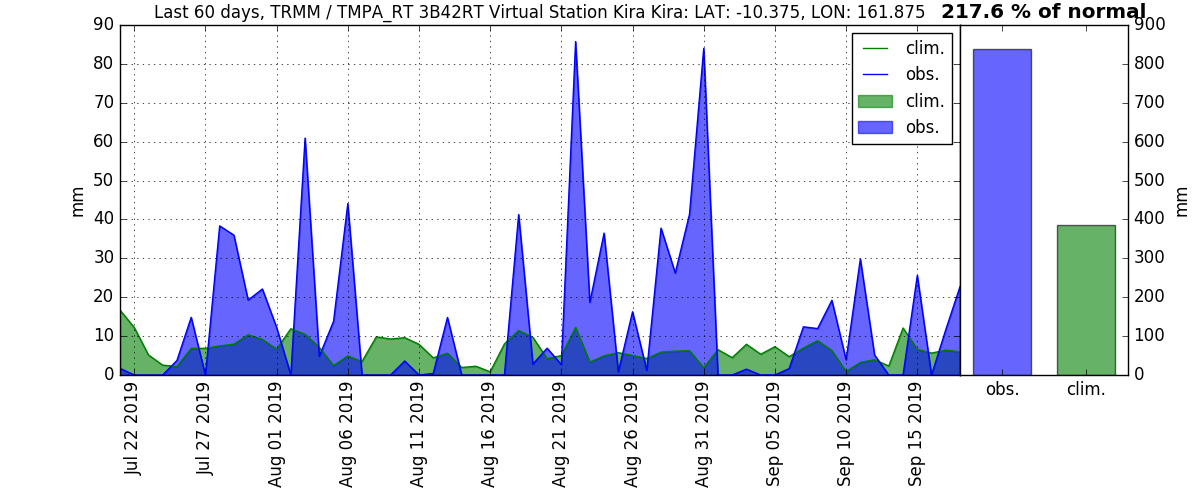 Last 60 days, TRMM / TMPA_RT 3B42RT Virtual Station Kira Kira: LAT: -10.375, LON: 161.875 217.6 % of normal
90
80
70
60
50
40
30
20
10
0
mm
clim.
obs.
clim.
obs.
900
800
700
600
500
400
300
200
100
0
mm
Jul 22 2019
Jul 27 2019
Aug 01 2019
Aug 06 2019
Aug 11 2019
Aug 16 2019
Aug 21 2019
Aug 26 2019
Aug 31 2019
Sep 05 2019
Sep 10 2019
Sep 15 2019
obs.
clim.